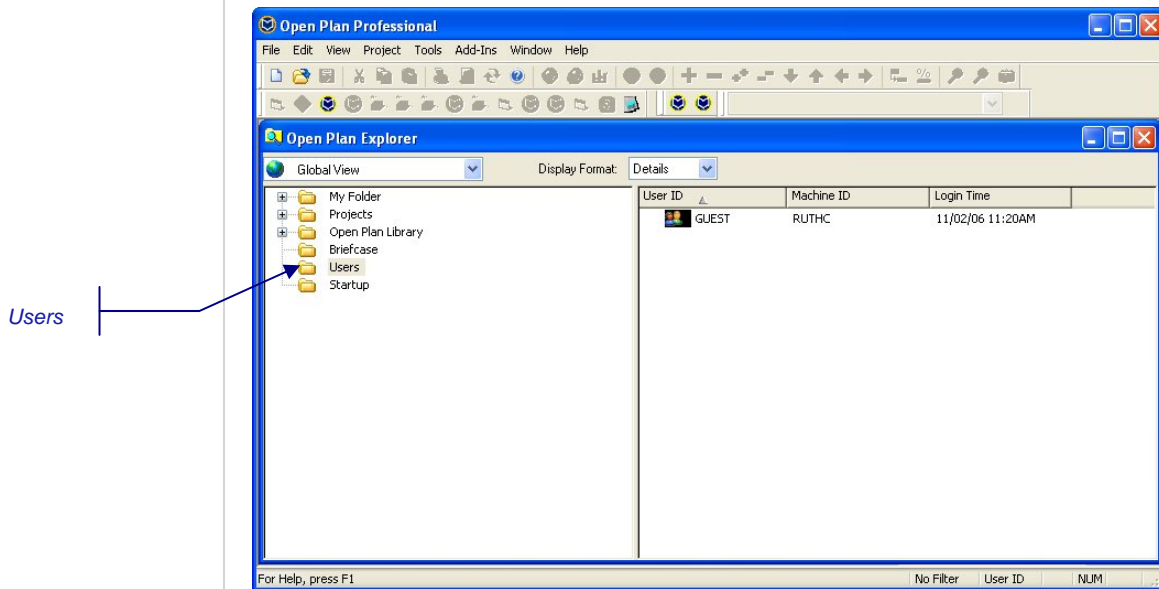 Open Plan Professional
File Edit View Project Tools Add-Ins Window Help
Open Plan Explorer
Global View Display Format: Details
User ID Machine ID Login Time
GUEST RUTHC 11/02/06 11:20AM
My Folder
Projects
Open Plan Library
Briefcase
Users
Startup
Users
For Help, press F1 No Filter User ID NUM